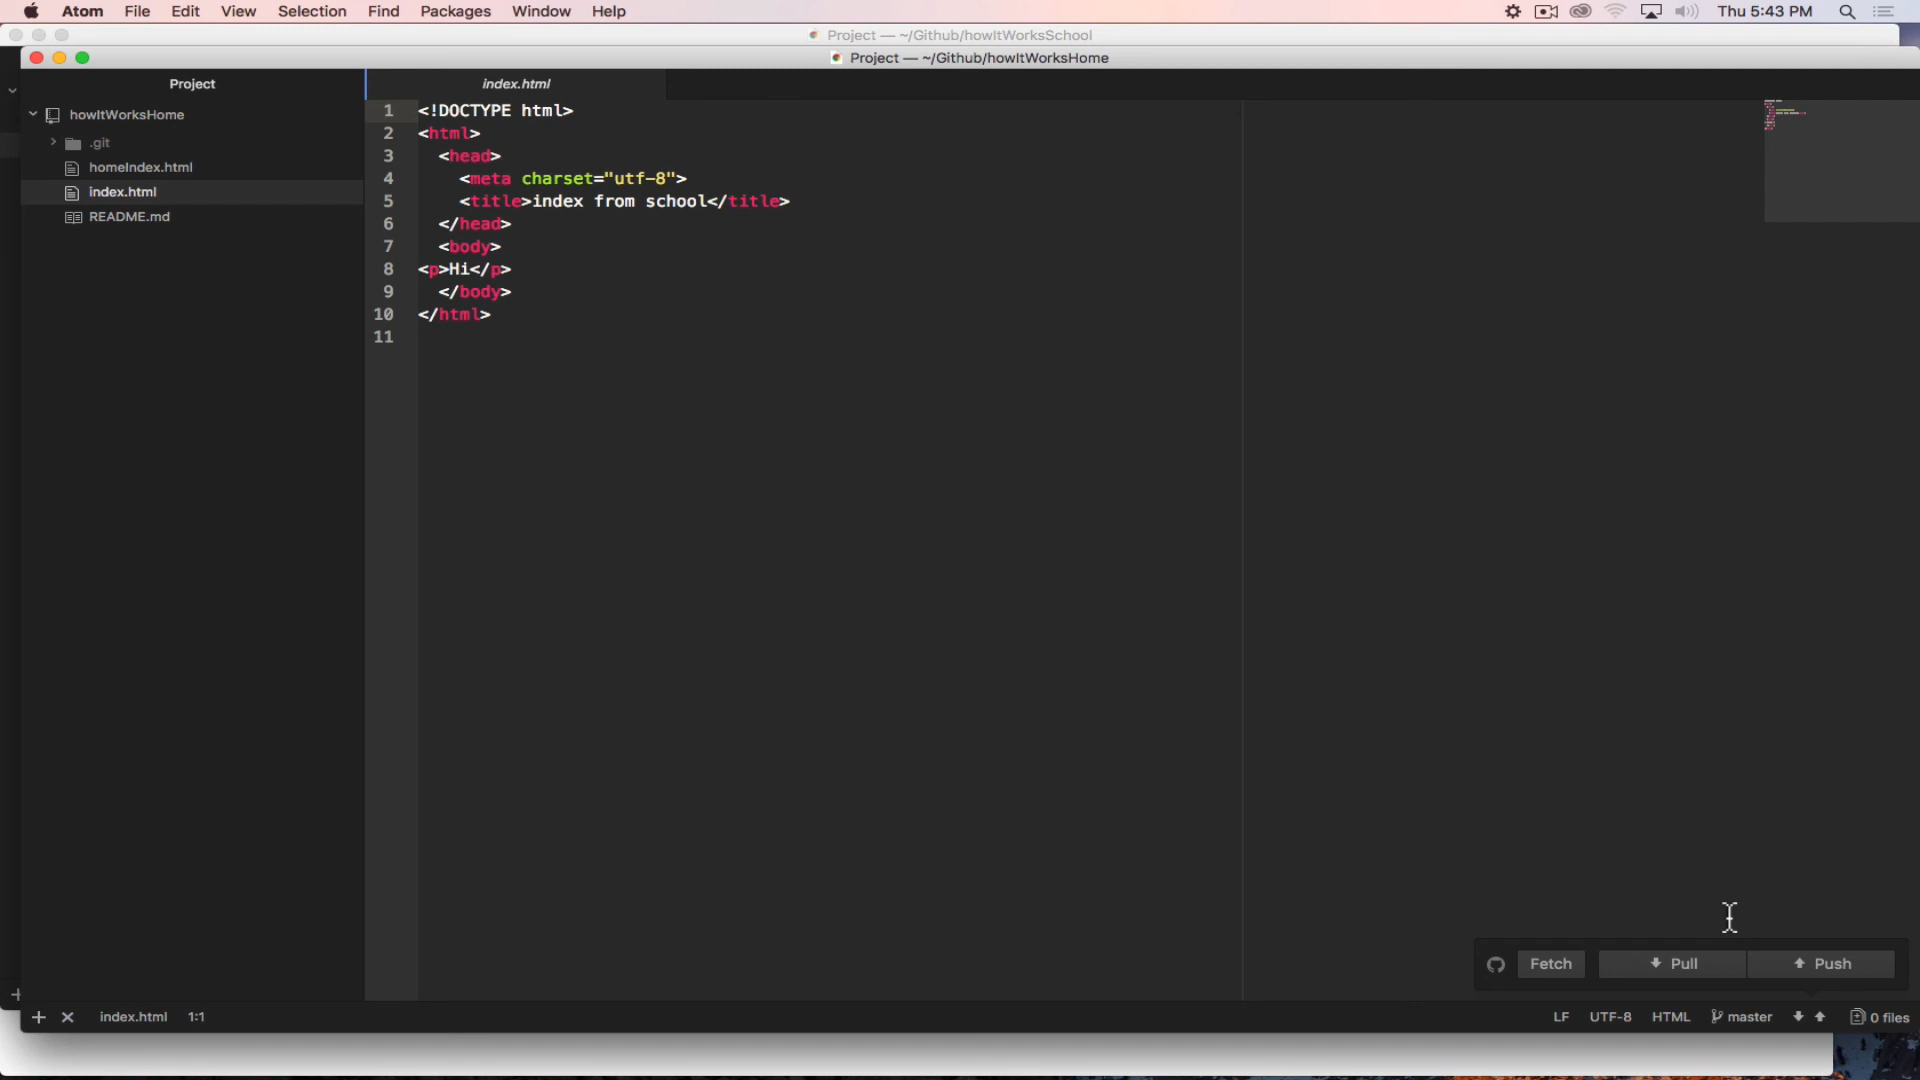 Atom File Edit View Selection Find Packages Window Help Thu 5:43 PM
Project — ~/Github/howItWorksSchool
Project — ~/Github/howItWorksHome
Project
howItWorksHome
.git
homeIndex.html
index.html
README.md
index.html
1 <!DOCTYPE html>
2 <html>
3 <head>
4 <meta charset="utf-8">
5 <title>index from school</title>
6 </head>
7 <body>
8 <p>Hi</p>
9 </body>
10 </html>
11
Fetch Pull Push
index.html 1:1 LF UTF-8 HTML master 0 files